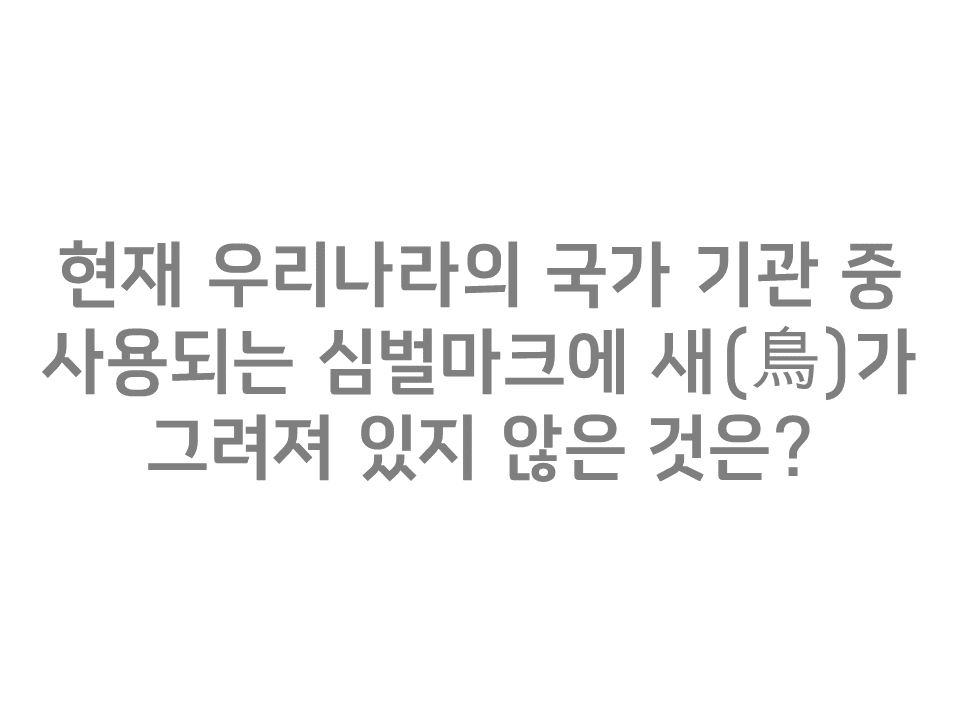 현재 우리나라의 국가 기관 중
사용되는 심벌마크에 새(鳥)가
그려져 있지 않은 것은?